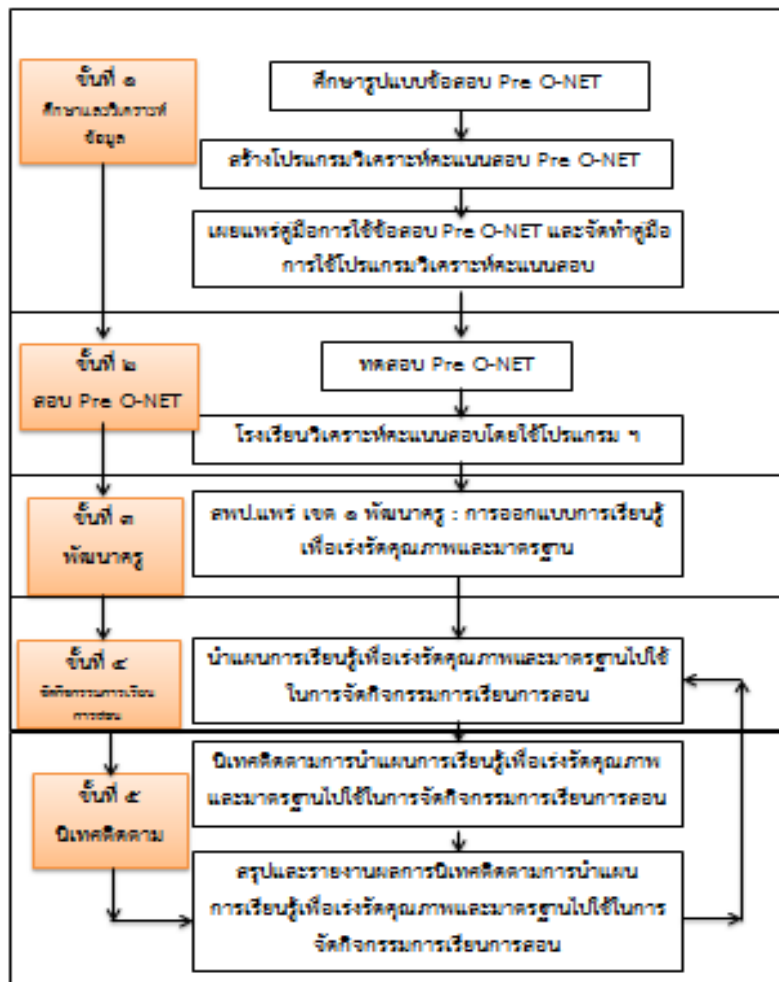 ขั้นที่ ๑
ศึกษาและวิเคราะห์
ข้อมูล
ศึกษารูปแบบข้อสอบ Pre O-NET
สร้างโปรแกรมวิเคราะห์คะแนนสอบ Pre O-NET
เผยแพร่คู่มือการใช้ข้อสอบ Pre O-NET และจัดทำคู่มือ
การใช้โปรแกรมวิเคราะห์คะแนนสอบ
ขั้นที่ ๒
สอบ Pre O-NET
ทดสอบ Pre O-NET
โรงเรียนวิเคราะห์คะแนนสอบโดยใช้โปรแกรม ฯ
ขั้นที่ ๓
พัฒนาครู
สพป.แพร่ เขต ๑ พัฒนาครู : การออกแบบการเรียนรู้
เพื่อเร่งรัดคุณภาพและมาตรฐาน
ขั้นที่ ๔
จัดกิจกรรมการเรียน
การสอน
นำแผนการเรียนรู้เพื่อเร่งรัดคุณภาพและมาตรฐานไปใช้
ในการจัดกิจกรรมการเรียนการสอน
ขั้นที่ ๕
นิเทศติดตาม
นิเทศติดตามการนำแผนการเรียนรู้เพื่อเร่งรัดคุณภาพ
และมาตรฐานไปใช้ในการจัดกิจกรรมการเรียนการสอน
สรุปและรายงานผลการนิเทศติดตามการนำแผน
การเรียนรู้เพื่อเร่งรัดคุณภาพและมาตรฐานไปใช้ในการ
จัดกิจกรรมการเรียนการสอน